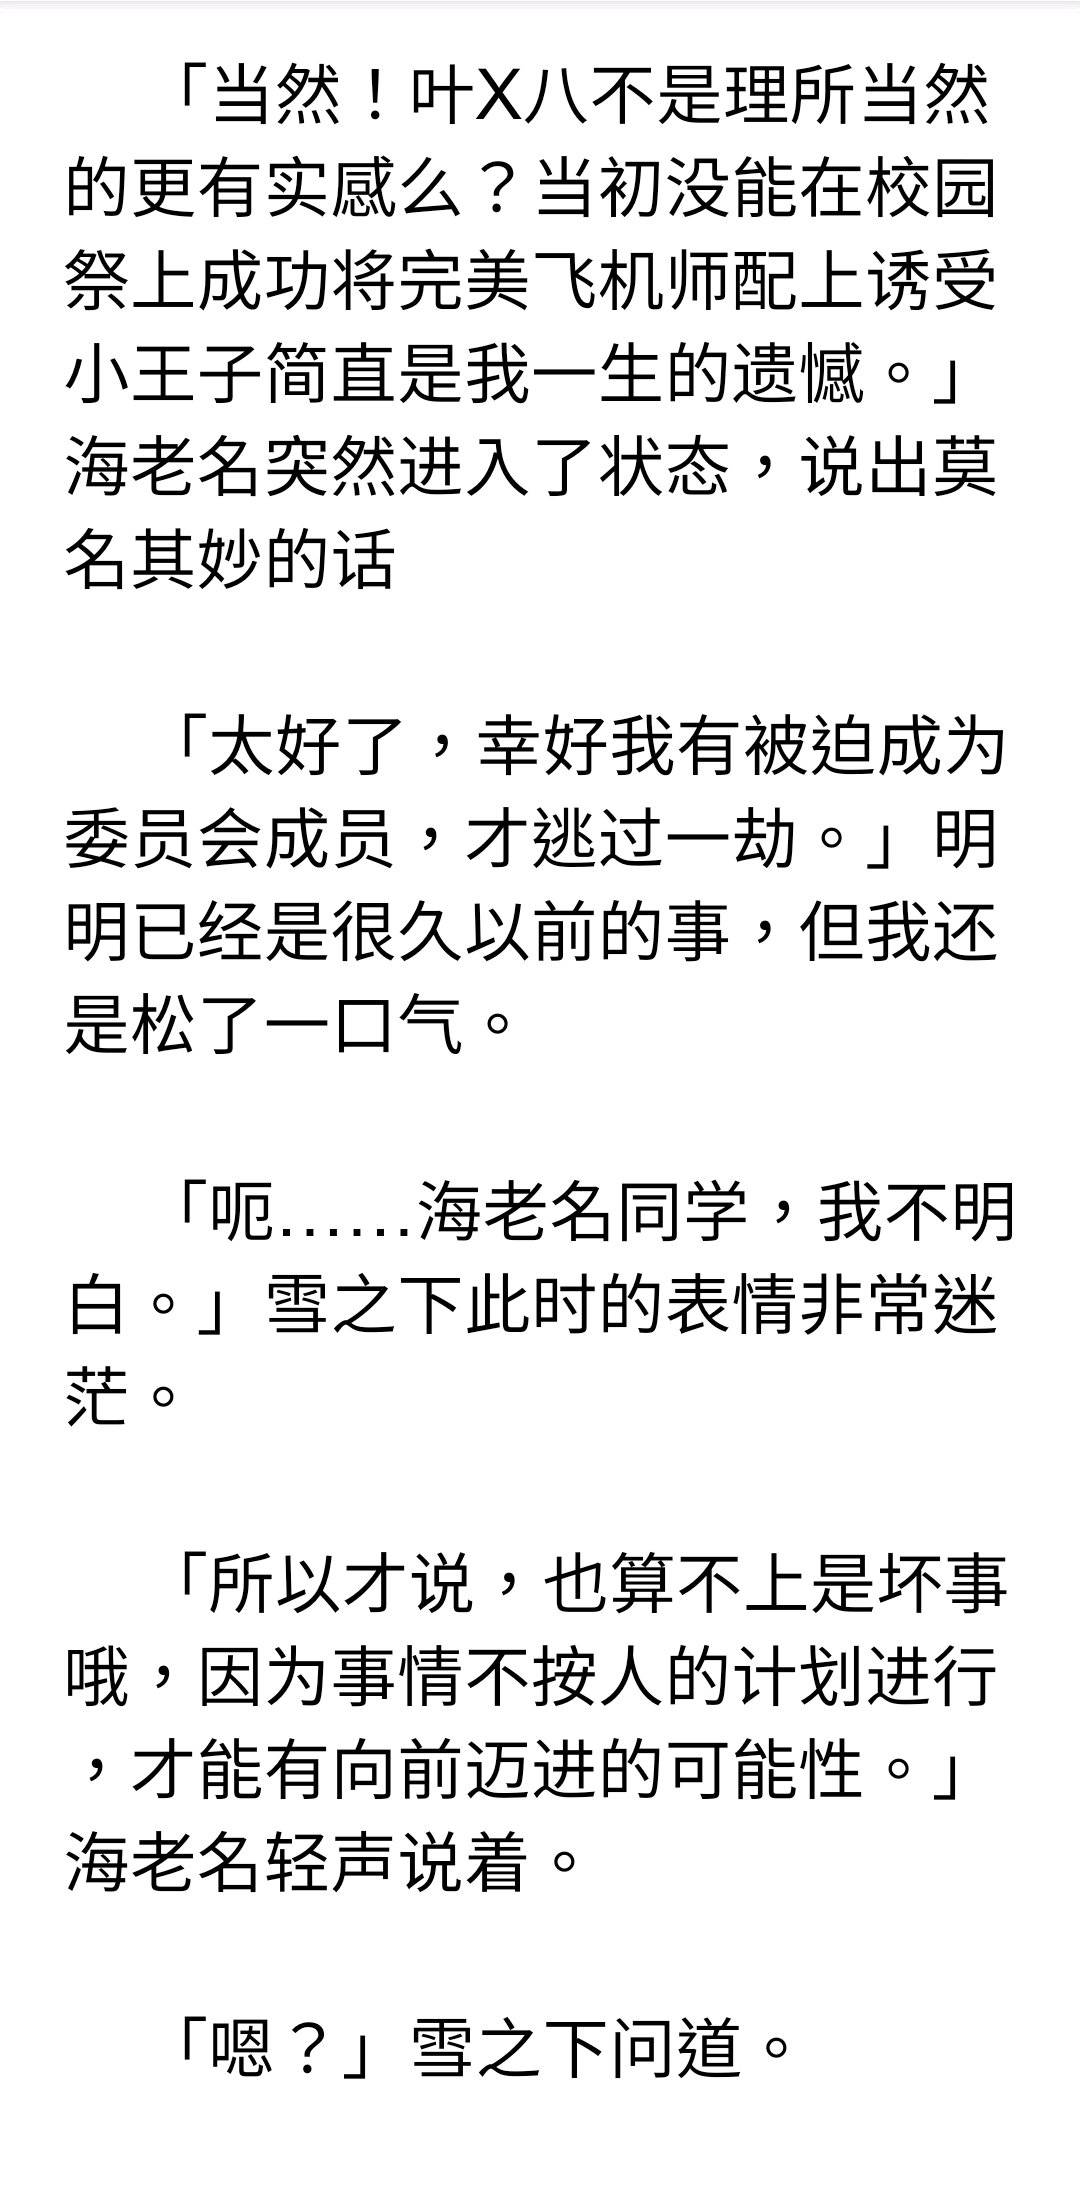 「当然！叶X八不是理所当然
的更有实感么？当初没能在校园
祭上成功将完美飞机师配上诱受
小王子简直是我一生的遗憾。」
海老名突然进入了状态，说出莫
名其妙的话
「太好了，幸好我有被迫成为
委员会成员，才逃过一劫。」明
明已经是很久以前的事，但我还
是松了一口气。
「呃……海老名同学，我不明
白。」雪之下此时的表情非常迷
茫。
「所以才说，也算不上是坏事
哦，因为事情不按人的计划进行
，才能有向前迈进的可能性。」
海老名轻声说着。
「嗯？」雪之下问道。